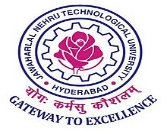 JAWAHARLAL NEHRU TECHNOLOGICAL UNIVERSITY
HYDERABAD
योगः कर्मसु कौशलम्
GATEWAY TO EXCELLENCE